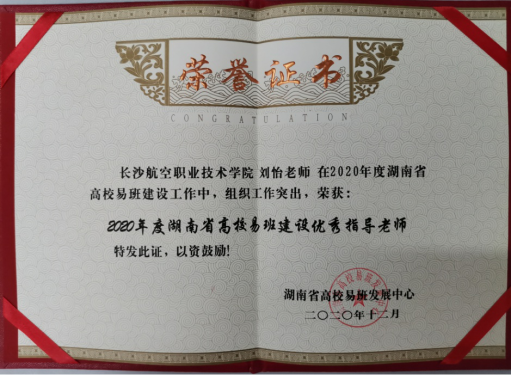 荣誉证书
CONGRATULATION
长沙航空职业技术学院 刘怡老师 在2020年度湖南省
高校易班建设工作中，组织工作突出，荣获：
2020年度湖南省高校易班建设优秀指导老师
特发此证，以资鼓励！
湖南省高校易班发展中心
二〇二〇年十二月